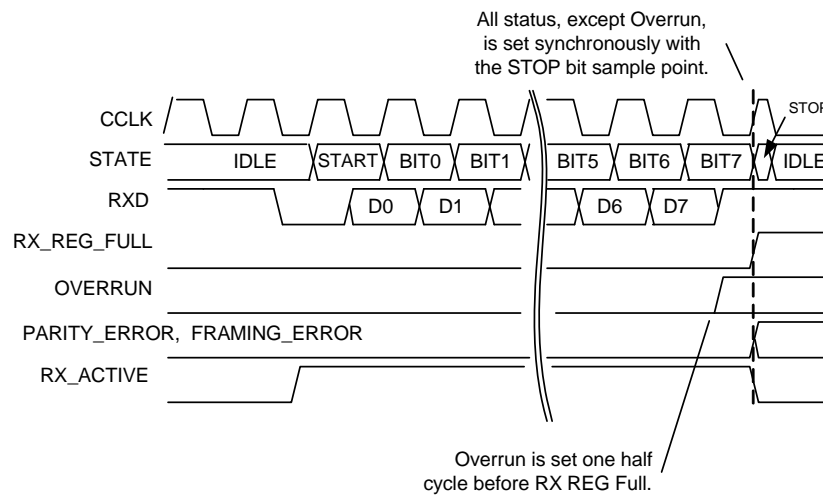 All status, except Overrun,
is set synchronously with
the STOP bit sample point.
CCLK
STATE IDLE START BIT0 BIT1 BIT5 BIT6 BIT7 STOP IDLE
RXD D0 D1 D6 D7
RX_REG_FULL
OVERRUN
PARITY_ERROR, FRAMING_ERROR
RX_ACTIVE
Overrun is set one half
cycle before RX REG Full.